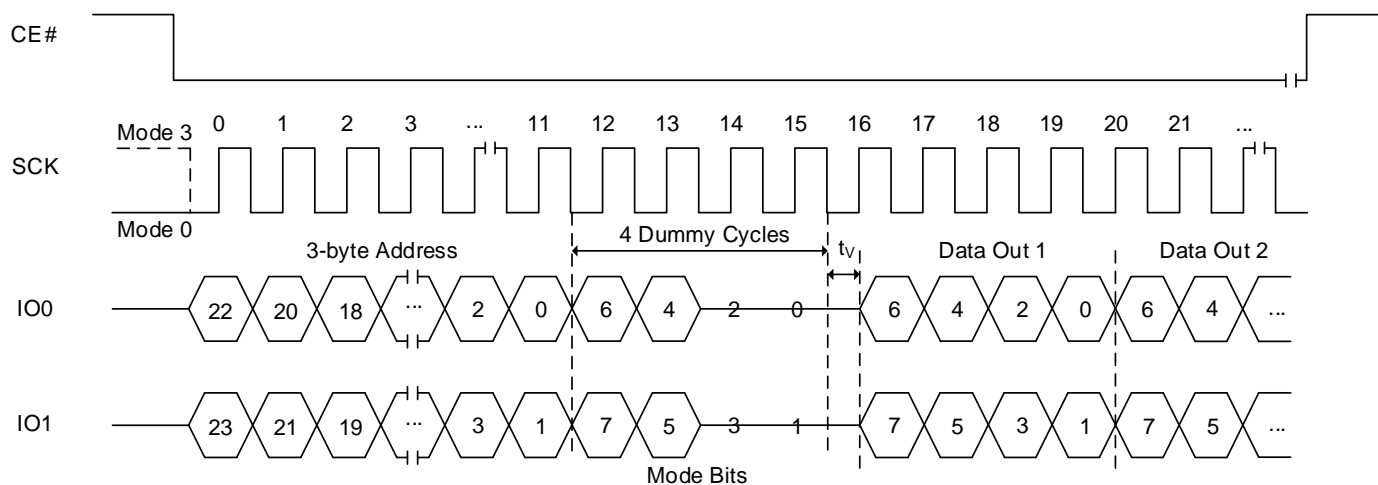 CE#
0 1 2 3 ... 11 12 13 14 15 16 17 18 19 20 21 ...
Mode 3
SCK
Mode 0
4 Dummy Cycles
3-byte Address tV Data Out 1 Data Out 2
IO0 22 20 18 ... 2 0 6 4 2 0 6 4 2 0 6 4 ...
IO1 23 21 19 ... 3 1 7 5 3 1 7 5 3 1 7 5 ...
Mode Bits